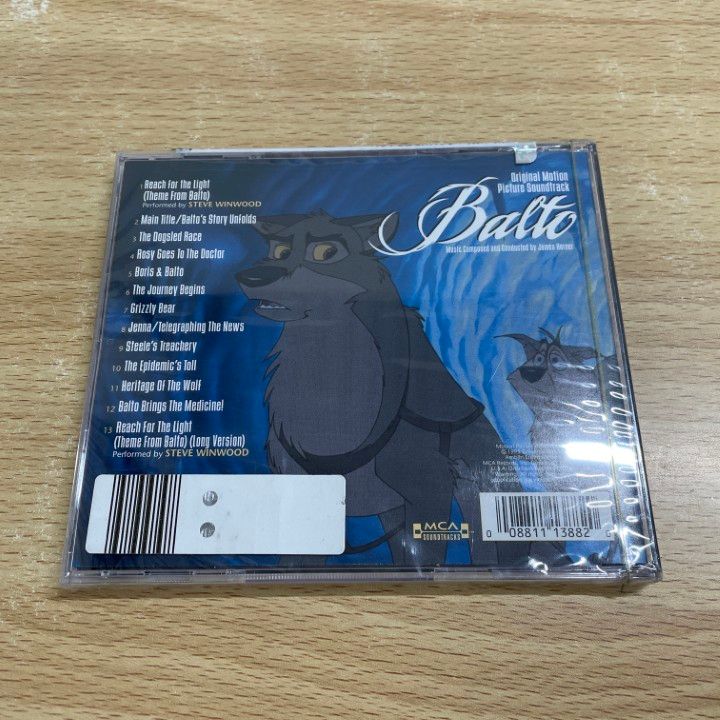 1 Reach For the Light
(Theme From Balto)
Performed by STEVE WINWOOD
2 Main Title/Balto's Story Unfolds
3 The Dogsled Race
4 Rosy Goes To The Doctor
5 Boris & Balto
6 The Journey Begins
7 Grizzly Bear
8 Jenna/Telegraphing The News
9 Steele's Treachery
10 The Epidemic's Toll
11 Heritage Of The Wolf
12 Balto Brings The Medicine!
13 Reach For The Light
(Theme From Balto) (Long Version)
Performed by STEVE WINWOOD
Original Motion
Picture Soundtrack
Balto
Music Composed and Conducted by James Horner
MCA
SOUNDTRACKS
MCA Records
U.S.A.
0 08811 13882